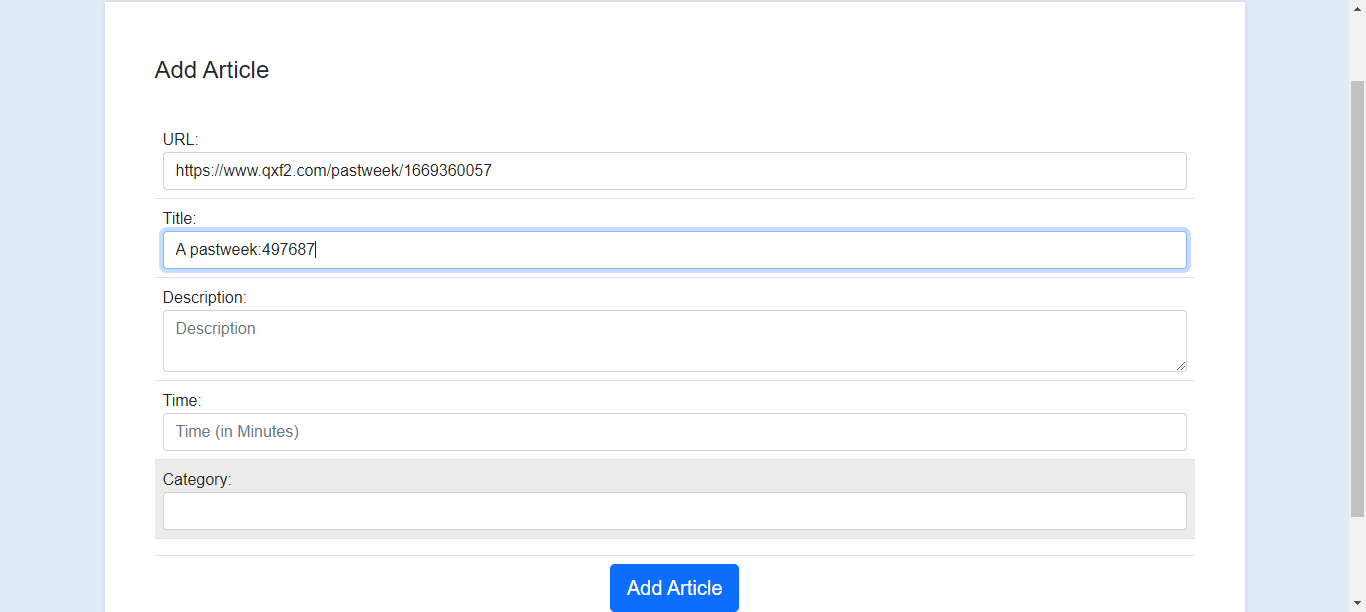 Add Article
URL:
https://www.qxf2.com/pastweek/1669360057
Title:
A pastweek:497687
Description:
Description
Time:
Time (in Minutes)
Category:
Add Article